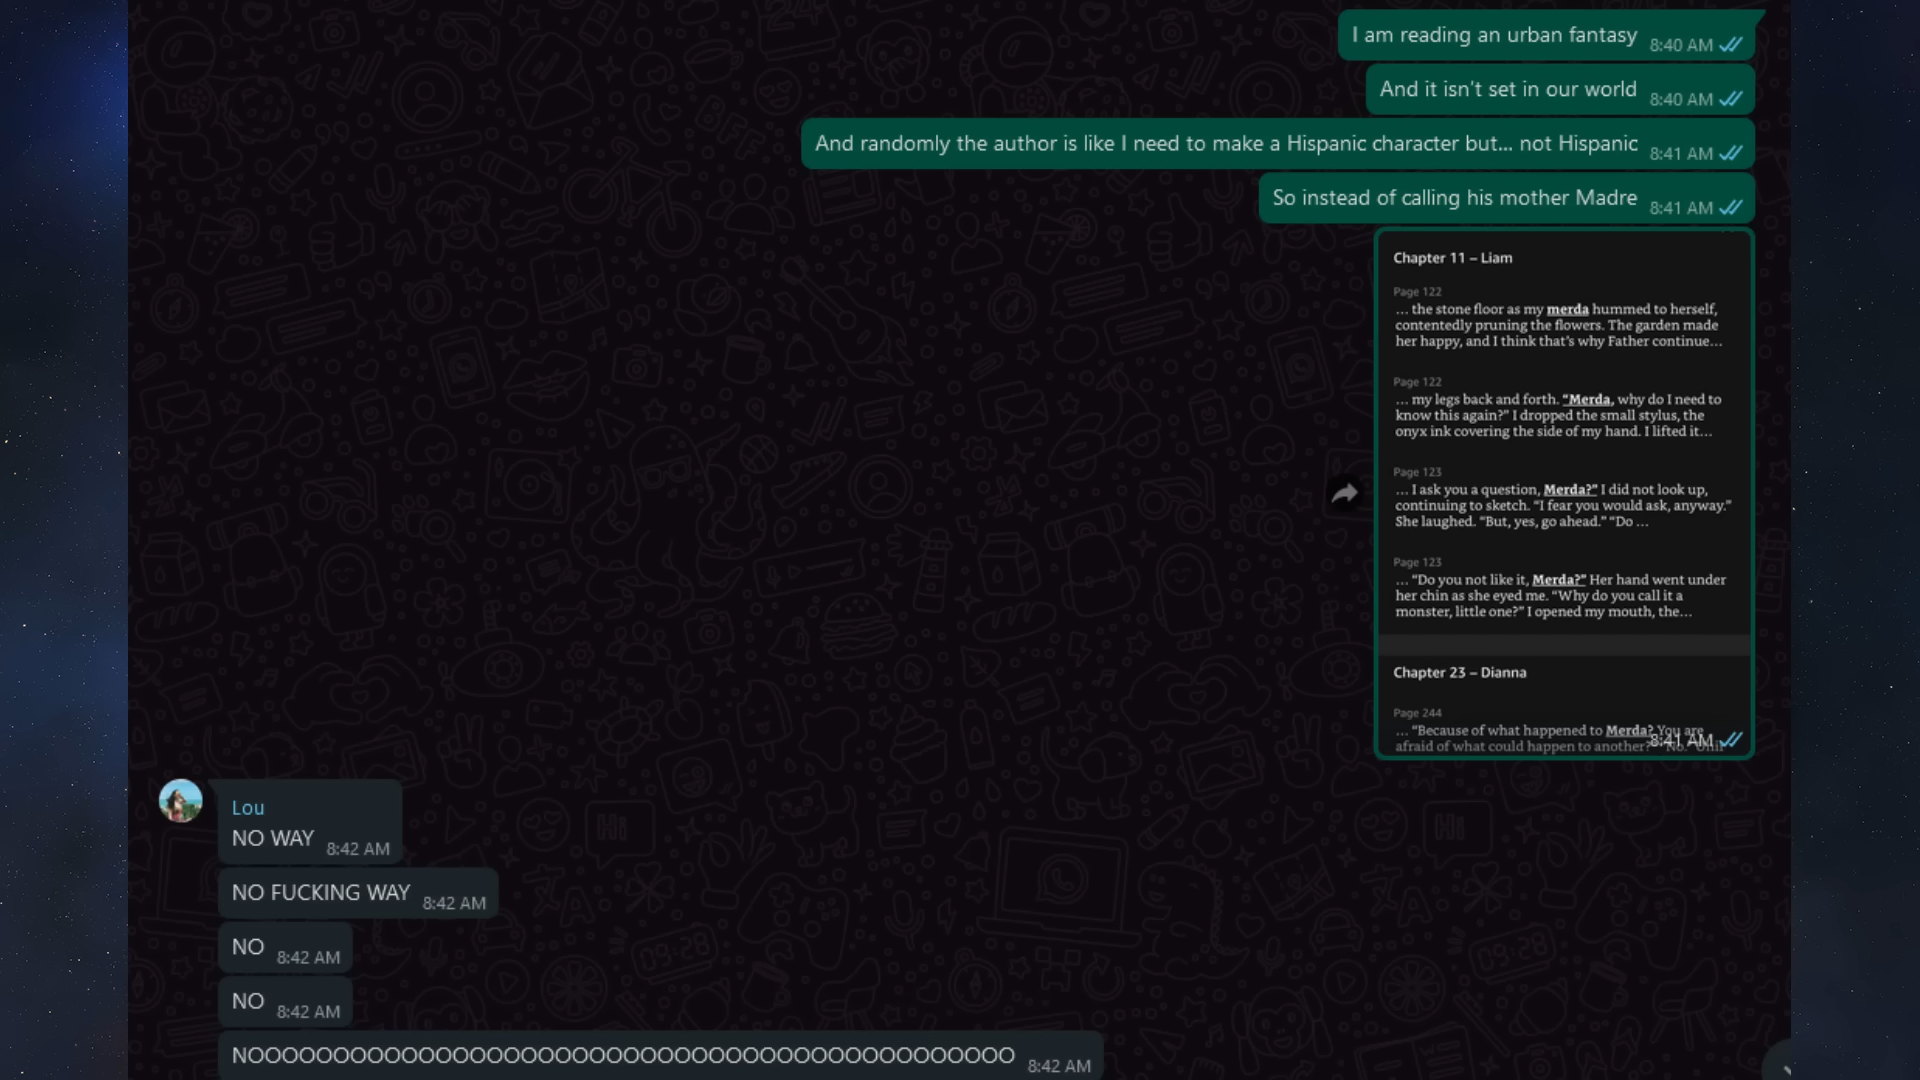 I am reading an urban fantasy 8:40 AM
And it isn't set in our world 8:40 AM
And randomly the author is like I need to make a Hispanic character but... not Hispanic 8:41 AM
So instead of calling his mother Madre 8:41 AM
Chapter 11 – Liam
Page 122
... the stone floor as my merda hummed to herself,
contentedly pruning the flowers. The garden made
her happy, and I think that's why Father continue...
Page 122
... my legs back and forth. "Merda, why do I need to
know this again?" I dropped the small stylus, the
onyx ink covering the side of my hand. I lifted it...
Page 123
... I ask you a question, Merda?" I did not look up,
continuing to sketch. "I fear you would ask, anyway."
She laughed. "But, yes, go ahead." "Do ...
Page 123
... "Do you not like it, Merda?" Her hand went under
her chin as she eyed me. "Why do you call it a
monster, little one?" I opened my mouth, the...
Chapter 23 – Dianna
Page 244
... "Because of what happened to Merda? You are
afraid of what could happen to another?" "No."
8:41 AM
Lou
NO WAY 8:42 AM
NO FUCKING WAY 8:42 AM
NO 8:42 AM
NO 8:42 AM
NOOOOOOOOOOOOOOOOOOOOOOOOOOOOOOOOOOOOOOOOOOOOO 8:42 AM